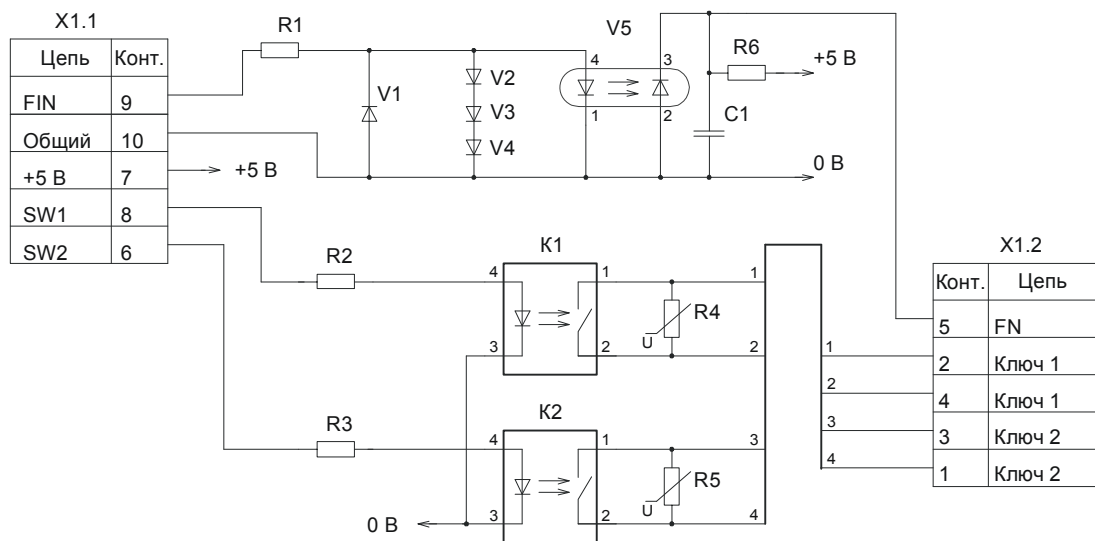 X1.1
Цепь Конт.
FIN 9
Общий 10
+5 В 7
SW1 8
SW2 6
+5 В
R1
V1
V2
V3
V4
V5
4 3
1 2
R6
+5 В
C1
0 В
R2
К1
4 1
3 2
R4
U
1
2
R3
К2
4 1
3 2
R5
U
3
4
0 В
1
2
3
4
X1.2
Конт. Цепь
5 FN
2 Ключ 1
4 Ключ 1
3 Ключ 2
1 Ключ 2